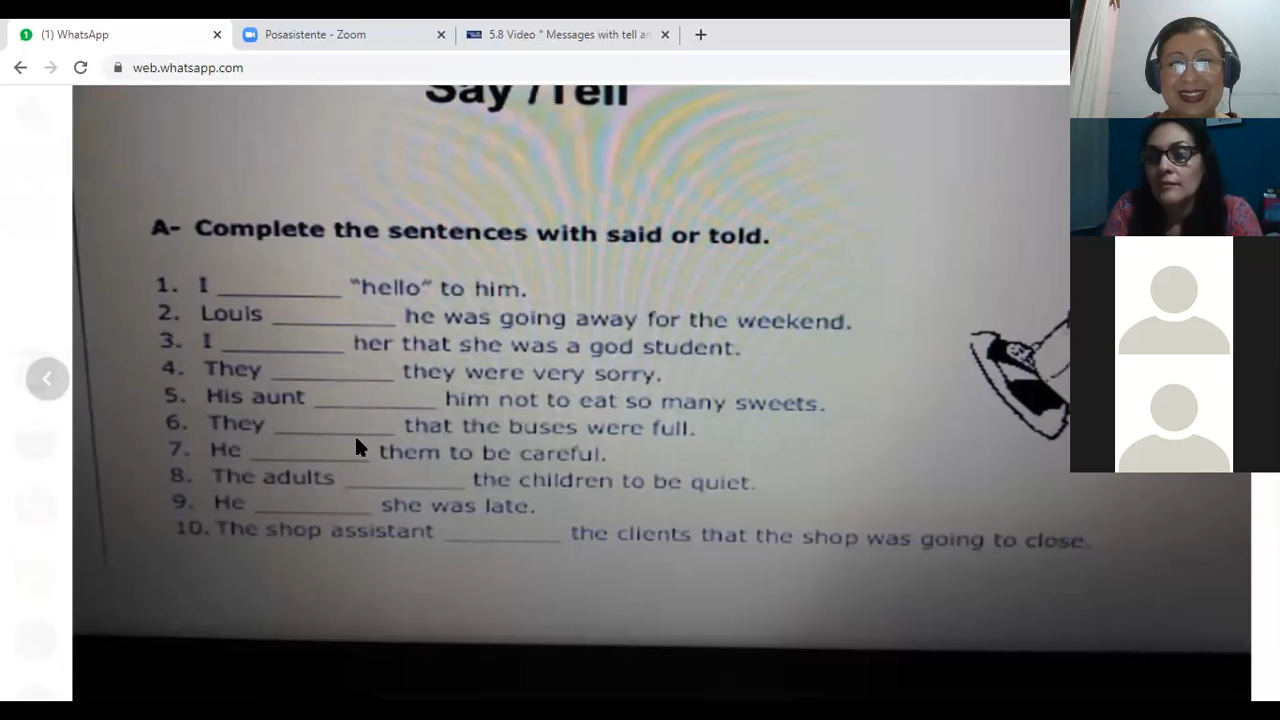 (1) WhatsApp
Posasistente - Zoom
5.8 Video " Messages with tell an
web.whatsapp.com
Say /Tell
A- Complete the sentences with said or told.
1. I __________ "hello" to him.
2. Louis __________ he was going away for the weekend.
3. I __________ her that she was a god student.
4. They __________ they were very sorry.
5. His aunt __________ him not to eat so many sweets.
6. They __________ that the buses were full.
7. He __________ them to be careful.
8. The adults __________ the children to be quiet.
9. He __________ she was late.
10. The shop assistant __________ the clients that the shop was going to close.